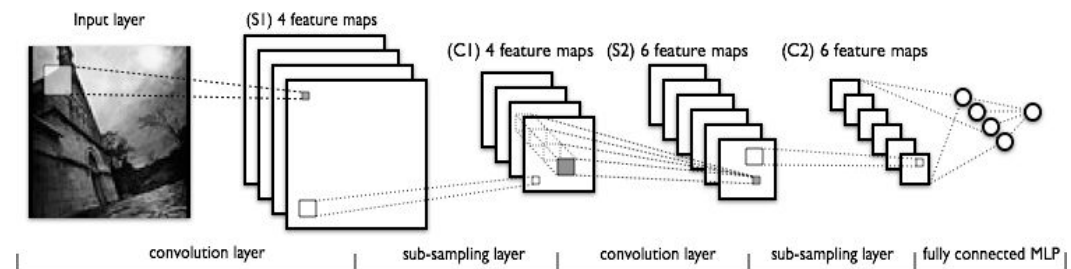 Input layer
(S1) 4 feature maps
(C1) 4 feature maps
(S2) 6 feature maps
(C2) 6 feature maps
convolution layer
sub-sampling layer
convolution layer
sub-sampling layer
fully connected MLP